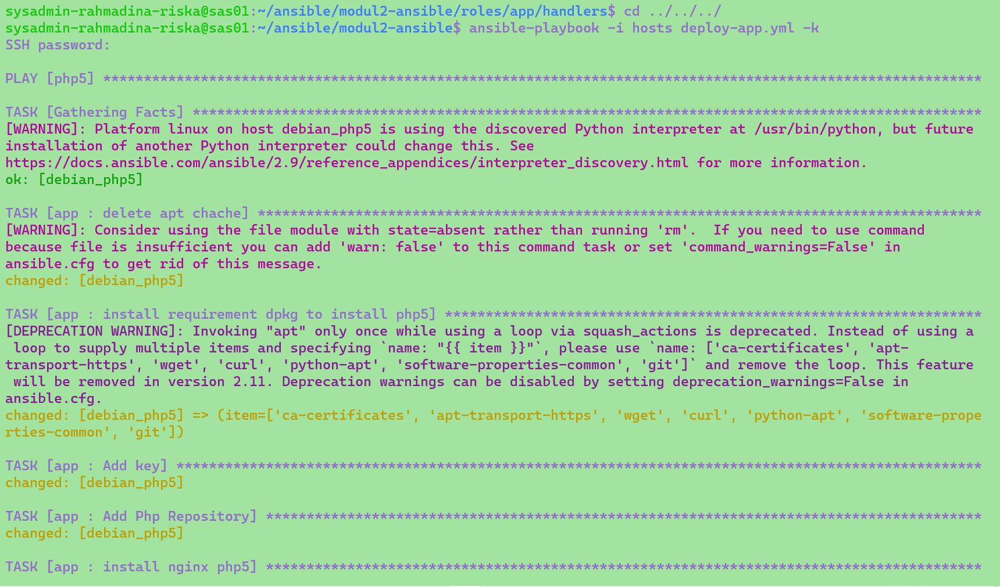 sysadmin-rahmadina-riska@sas01:~/ansible/modul2-ansible/roles/app/handlers$ cd ../../../
sysadmin-rahmadina-riska@sas01:~/ansible/modul2-ansible$ ansible-playbook -i hosts deploy-app.yml -k
SSH password:
PLAY [php5] ************************************************************************************************************
TASK [Gathering Facts] *************************************************************************************************
[WARNING]: Platform linux on host debian_php5 is using the discovered Python interpreter at /usr/bin/python, but future
installation of another Python interpreter could change this. See
https://docs.ansible.com/ansible/2.9/reference_appendices/interpreter_discovery.html for more information.
ok: [debian_php5]
TASK [app : delete apt chache] *****************************************************************************************
[WARNING]: Consider using the file module with state=absent rather than running 'rm'.  If you need to use command
because file is insufficient you can add 'warn: false' to this command task or set 'command_warnings=False' in
ansible.cfg to get rid of this message.
changed: [debian_php5]
TASK [app : install requirement dpkg to install php5] ******************************************************************
[DEPRECATION WARNING]: Invoking "apt" only once while using a loop via squash_actions is deprecated. Instead of using a
 loop to supply multiple items and specifying `name: "{{ item }}"`, please use `name: ['ca-certificates', 'apt-
transport-https', 'wget', 'curl', 'python-apt', 'software-properties-common', 'git']` and remove the loop. This feature
 will be removed in version 2.11. Deprecation warnings can be disabled by setting deprecation_warnings=False in
ansible.cfg.
changed: [debian_php5] => (item=['ca-certificates', 'apt-transport-https', 'wget', 'curl', 'python-apt', 'software-prope
rties-common', 'git'])
TASK [app : Add key] ***************************************************************************************************
changed: [debian_php5]
TASK [app : Add Php Repository] ****************************************************************************************
changed: [debian_php5]
TASK [app : install nginx php5] ****************************************************************************************